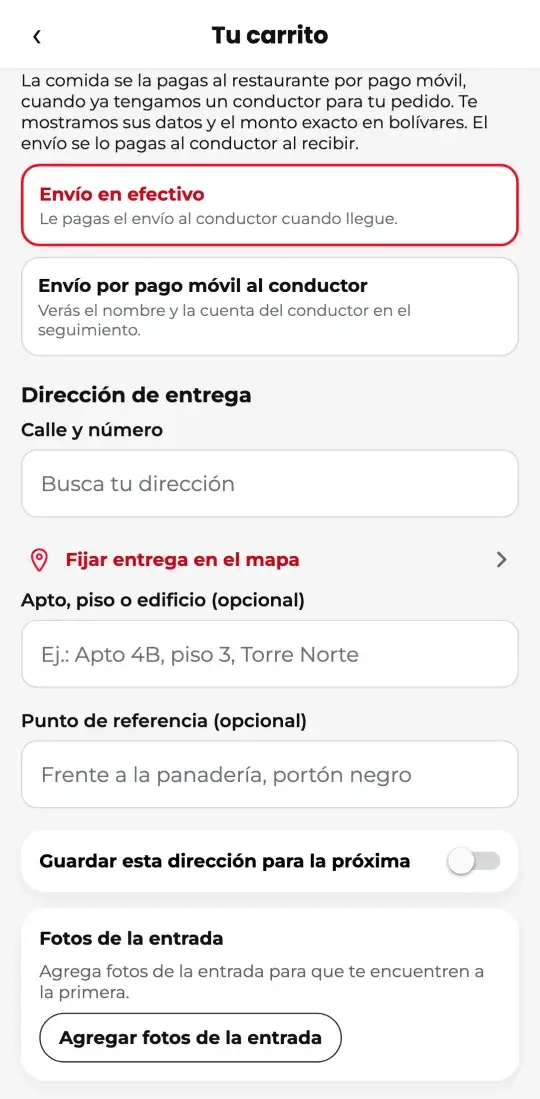 Tu carrito
La comida se la pagas al restaurante por pago móvil,
cuando ya tengamos un conductor para tu pedido. Te
mostramos sus datos y el monto exacto en bolívares. El
envío se lo pagas al conductor al recibir.
Envío en efectivo
Le pagas el envío al conductor cuando llegue.
Envío por pago móvil al conductor
Verás el nombre y la cuenta del conductor en el
seguimiento.
Dirección de entrega
Calle y número
Busca tu dirección
Fijar entrega en el mapa
Apto, piso o edificio (opcional)
Ej.: Apto 4B, piso 3, Torre Norte
Punto de referencia (opcional)
Frente a la panadería, portón negro
Guardar esta dirección para la próxima
Fotos de la entrada
Agrega fotos de la entrada para que te encuentren a
la primera.
Agregar fotos de la entrada